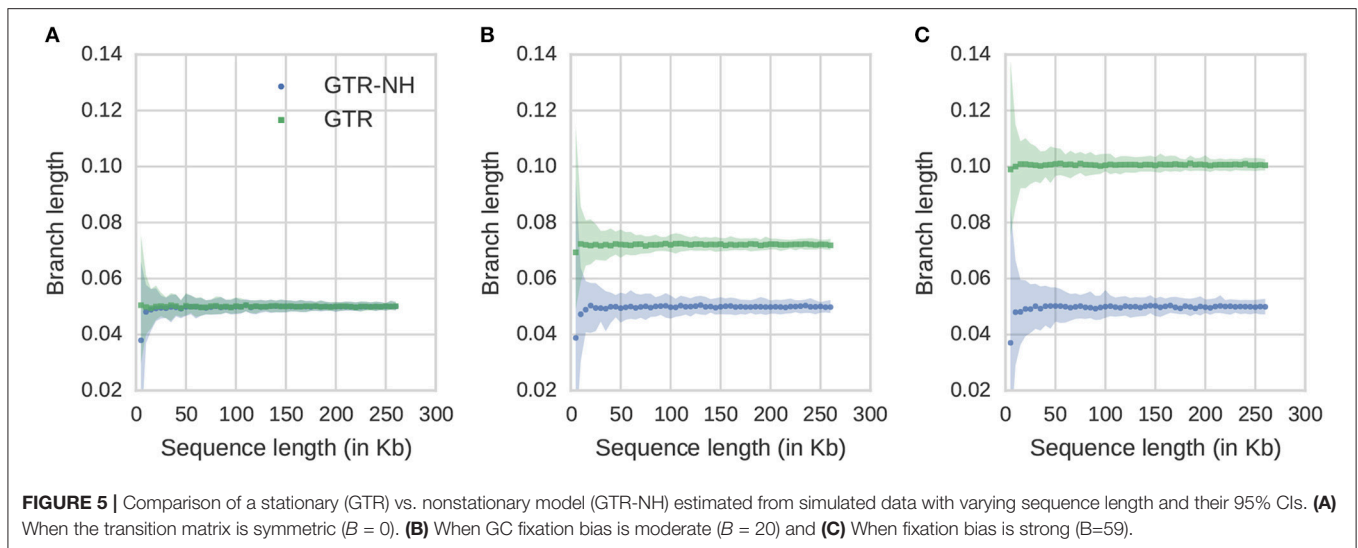 A
B
C
0.14
0.12
0.10
0.08
0.06
0.04
0.02
Branch length
GTR-NH
GTR
0 50 100 150 200 250 300
Sequence length (in Kb)
0.14
0.12
0.10
0.08
0.06
0.04
0.02
Branch length
0 50 100 150 200 250 300
Sequence length (in Kb)
0.14
0.12
0.10
0.08
0.06
0.04
0.02
Branch length
0 50 100 150 200 250 300
Sequence length (in Kb)
FIGURE 5 | Comparison of a stationary (GTR) vs. nonstationary model (GTR-NH) estimated from simulated data with varying sequence length and their 95% CIs. (A)
When the transition matrix is symmetric (B = 0). (B) When GC fixation bias is moderate (B = 20) and (C) When fixation bias is strong (B=59).